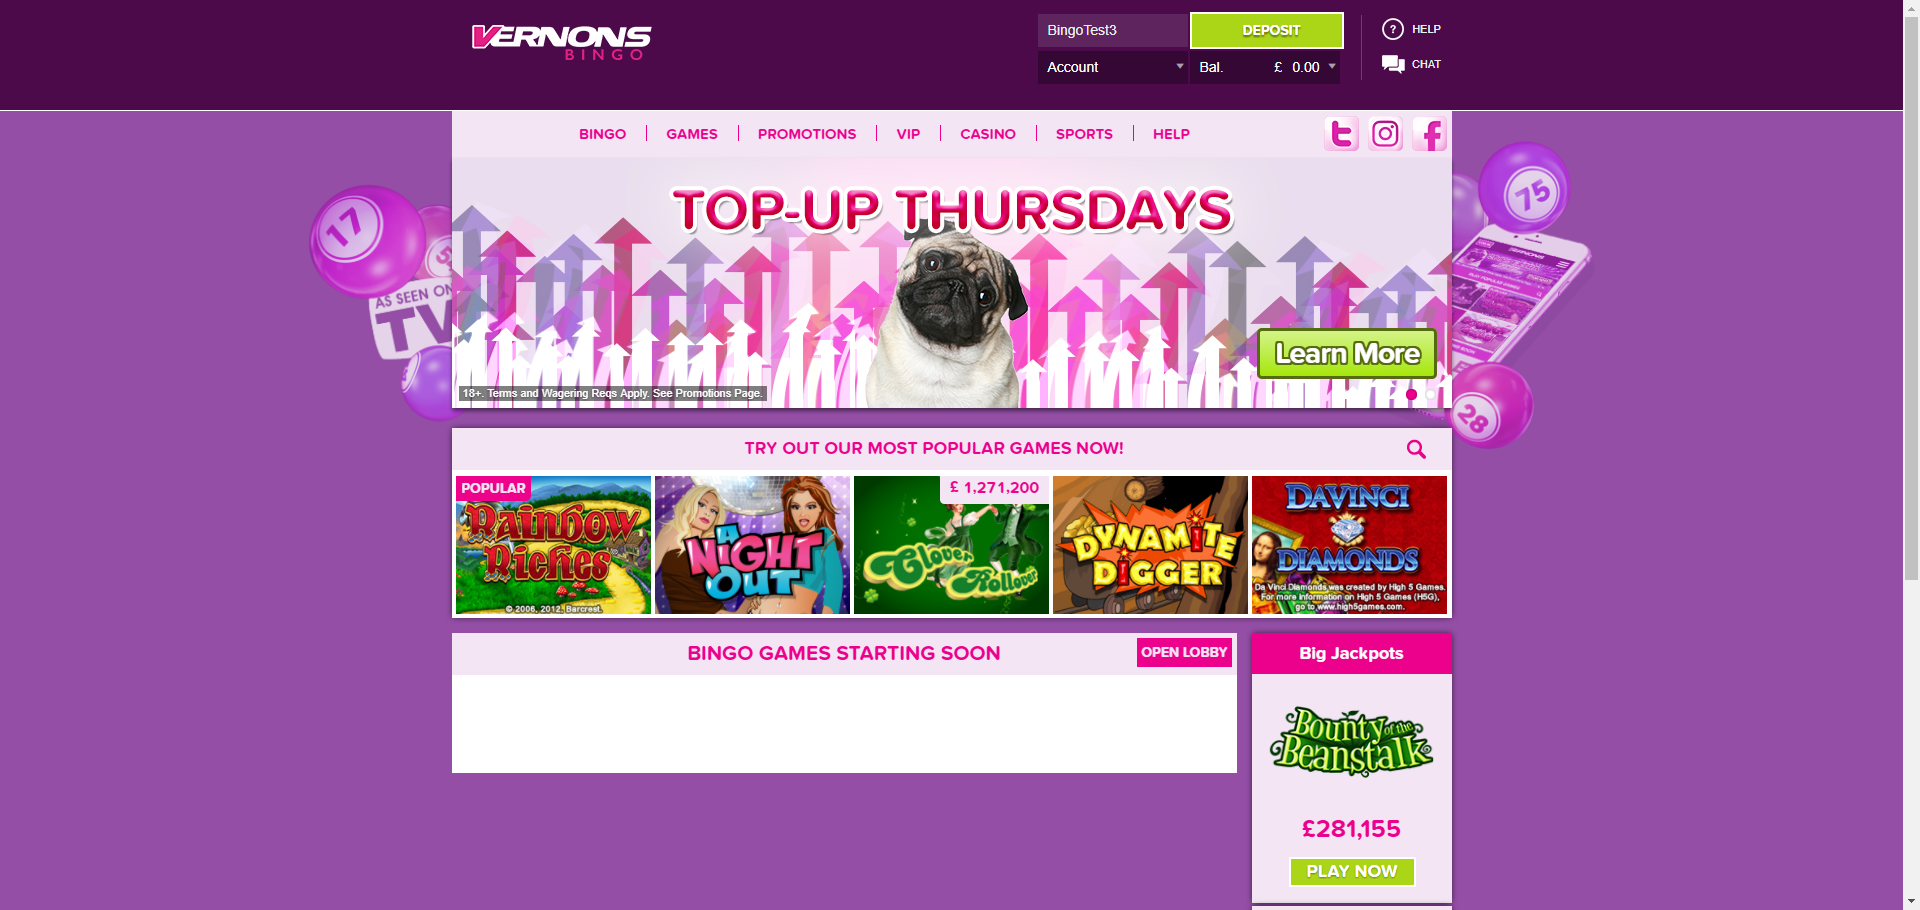 VERNONS
BINGO
BingoTest3
DEPOSIT
? HELP
Account
Bal. £ 0.00
CHAT
BINGO
GAMES
PROMOTIONS
VIP
CASINO
SPORTS
HELP
TOP-UP THURSDAYS
17
75
AS SEEN ON
TV
Learn More
18+. Terms and Wagering Reqs Apply. See Promotions Page.
28
TRY OUT OUR MOST POPULAR GAMES NOW!
POPULAR
Rainbow
Riches
© 2006, 2012, Barcrest.
A
NIGHT
OUT
£ 1,271,200
Clover
Rollover
DYNAMITE
DIGGER
DAVINCI
DIAMONDS
Da Vinci Diamonds was created by High 5 Games.
For more information on High 5 Games (H5G),
go to www.high5games.com.
BINGO GAMES STARTING SOON
OPEN LOBBY
Big Jackpots
Bounty of the
Beanstalk
£281,155
PLAY NOW